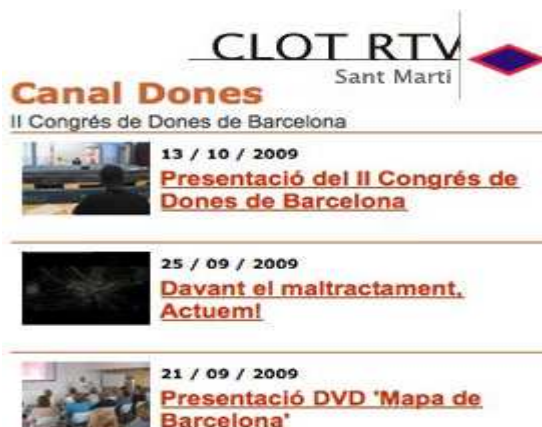 CLOT RTV
Sant Marti
Canal Dones
II Congrés de Dones de Barcelona
13 / 10 / 2009
Presentació del II Congrés de
Dones de Barcelona
25 / 09 / 2009
Davant el maltractament,
Actuem!
21 / 09 / 2009
Presentació DVD 'Mapa de
Barcelona'